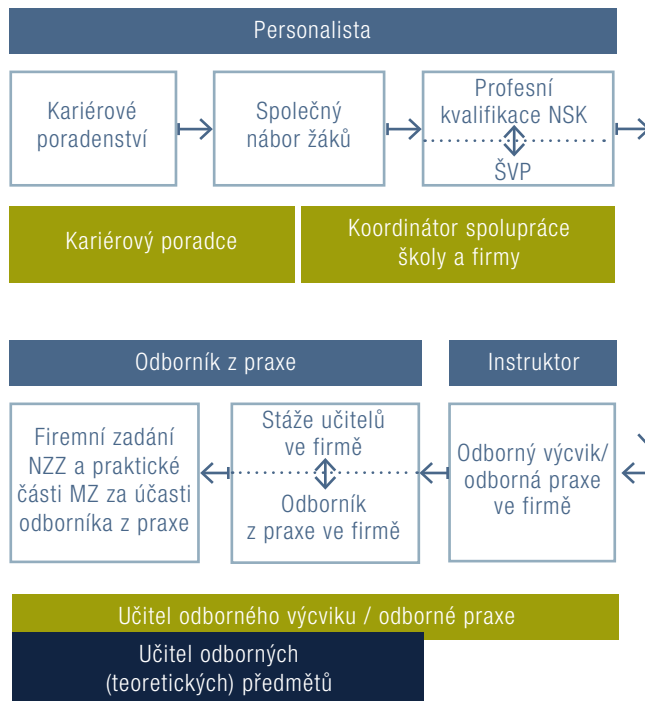 Personalista
Kariérové
poradenství
Společný
nábor žáků
Profesní
kvalifikace NSK
ŠVP
Kariérový poradce
Koordinátor spolupráce
školy a firmy
Odborník z praxe
Instruktor
Firemní zadání
NZZ a praktické
části MZ za účasti
odborníka z praxe
Stáže učitelů
ve firmě
Odborník
z praxe ve firmě
Odborný výcvik/
odborná praxe
ve firmě
Učitel odborného výcviku / odborné praxe
Učitel odborných
(teoretických) předmětů